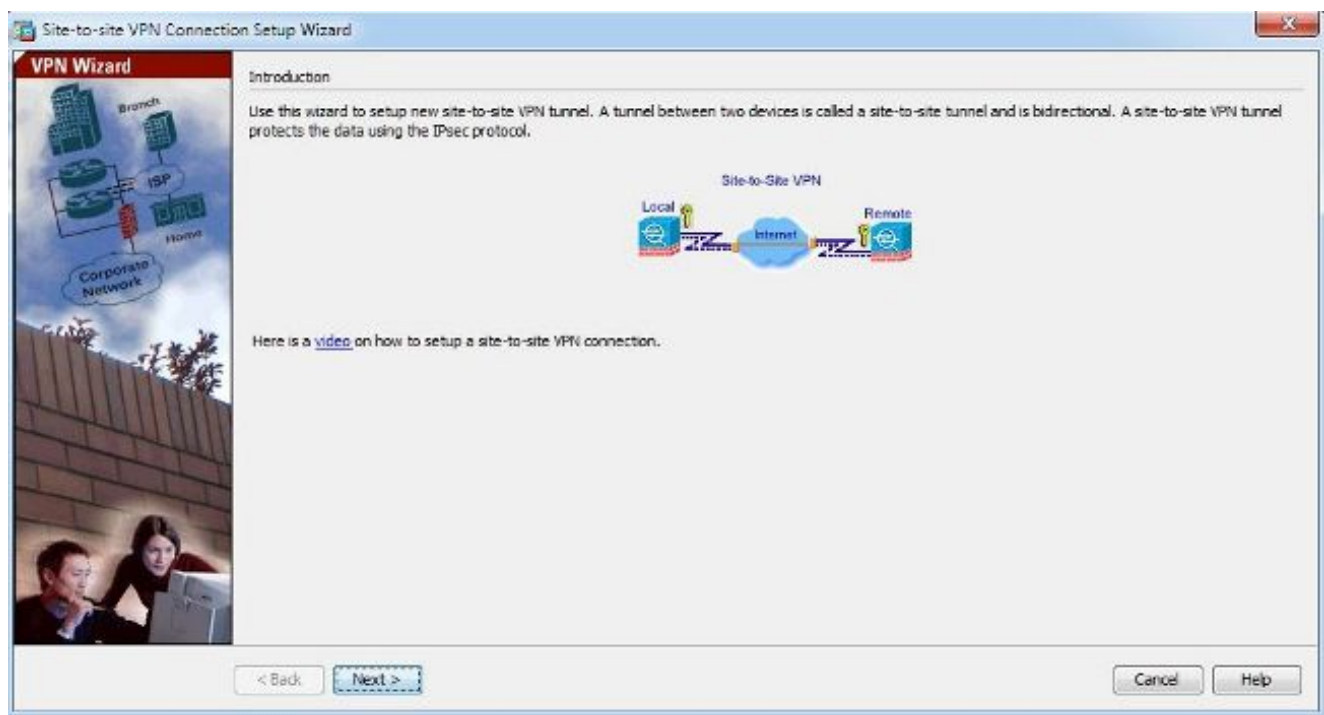 Site-to-site VPN Connection Setup Wizard
VPN Wizard
Branch
ISP
Home
Corporate
Network
Introduction
Use this wizard to setup new site-to-site VPN tunnel. A tunnel between two devices is called a site-to-site tunnel and is bidirectional. A site-to-site VPN tunnel
protects the data using the IPsec protocol.
Site-to-Site VPN
Local
Internet
Remote
Here is a video on how to setup a site-to-site VPN connection.
< Back
Next >
Cancel
Help